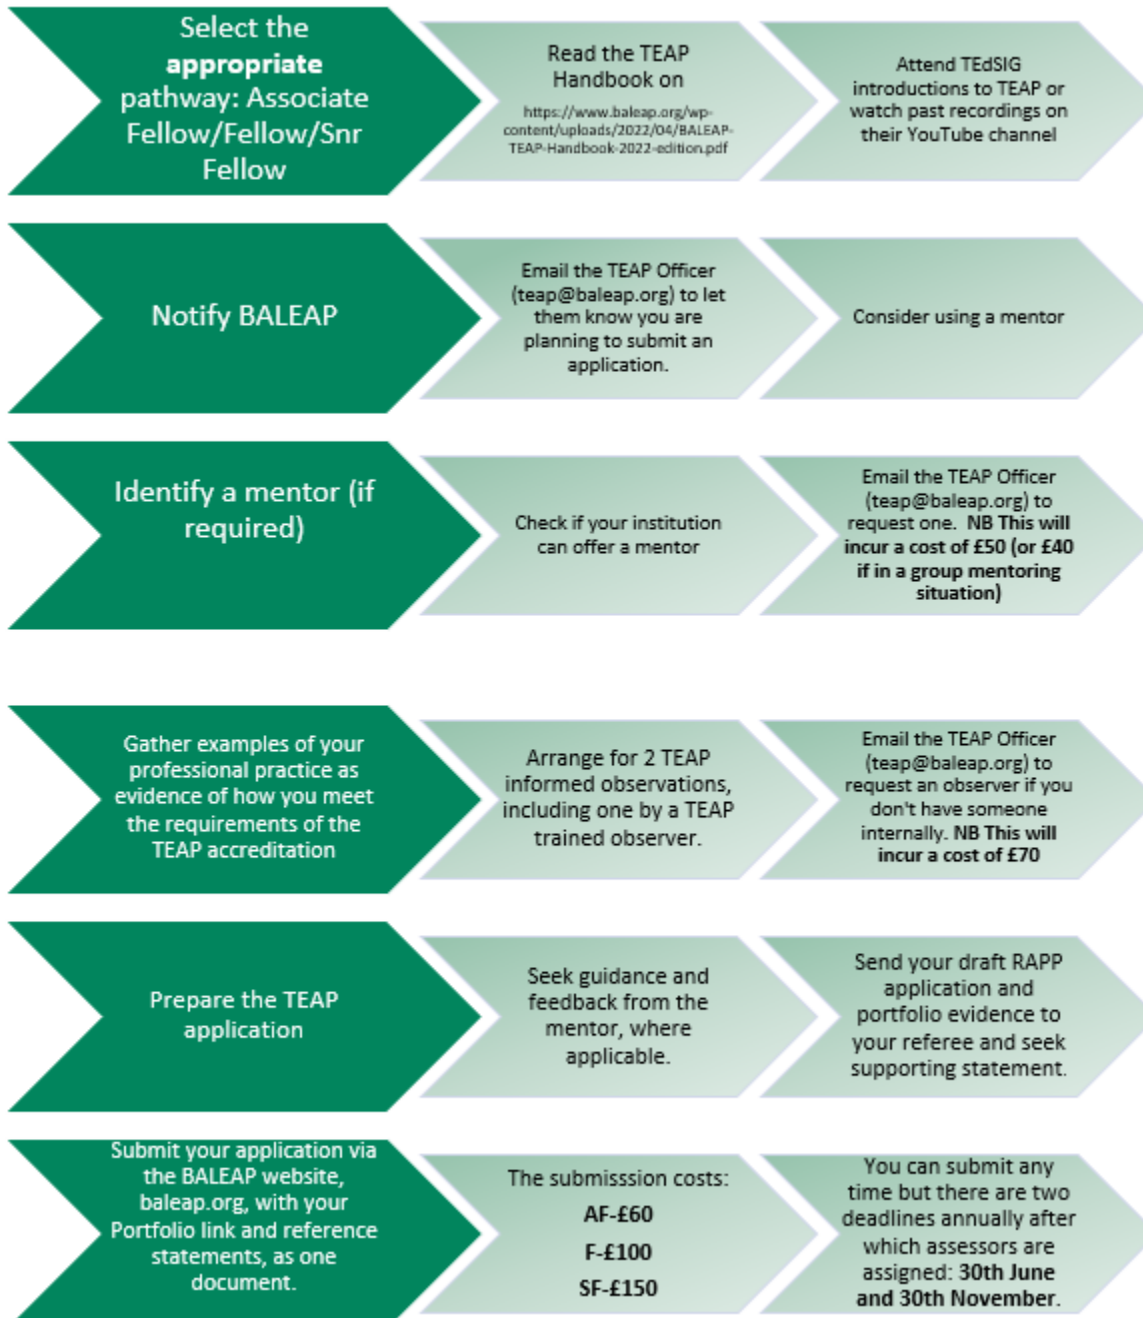 Select the
appropriate
pathway: Associate
Fellow/Fellow/Snr
Fellow
Read the TEAP
Handbook on
https://www.baleap.org/wp-
content/uploads/2022/04/BALEAP-
TEAP-Handbook-2022-edition.pdf
Attend TEdSIG
introductions to TEAP or
watch past recordings on
their YouTube channel
Notify BALEAP
Email the TEAP Officer
(teap@baleap.org) to let
them know you are
planning to submit an
application.
Consider using a mentor
Identify a mentor (if
required)
Check if your institution
can offer a mentor
Email the TEAP Officer
(teap@baleap.org) to
request one. NB This will
incur a cost of £50 (or £40
if in a group mentoring
situation)
Gather examples of your
professional practice as
evidence of how you meet
the requirements of the
TEAP accreditation
Arrange for 2 TEAP
informed observations,
including one by a TEAP
trained observer.
Email the TEAP Officer
(teap@baleap.org) to
request an observer if you
don't have someone
internally. NB This will
incur a cost of £70
Prepare the TEAP
application
Seek guidance and
feedback from the
mentor, where
applicable.
Send your draft RAPP
application and
portfolio evidence to
your referee and seek
supporting statement.
Submit your application via
the BALEAP website,
baleap.org, with your
Portfolio link and reference
statements, as one
document.
The submisssion costs:
AF-£60
F-£100
SF-£150
You can submit any
time but there are two
deadlines annually after
which assessors are
assigned: 30th June
and 30th November.